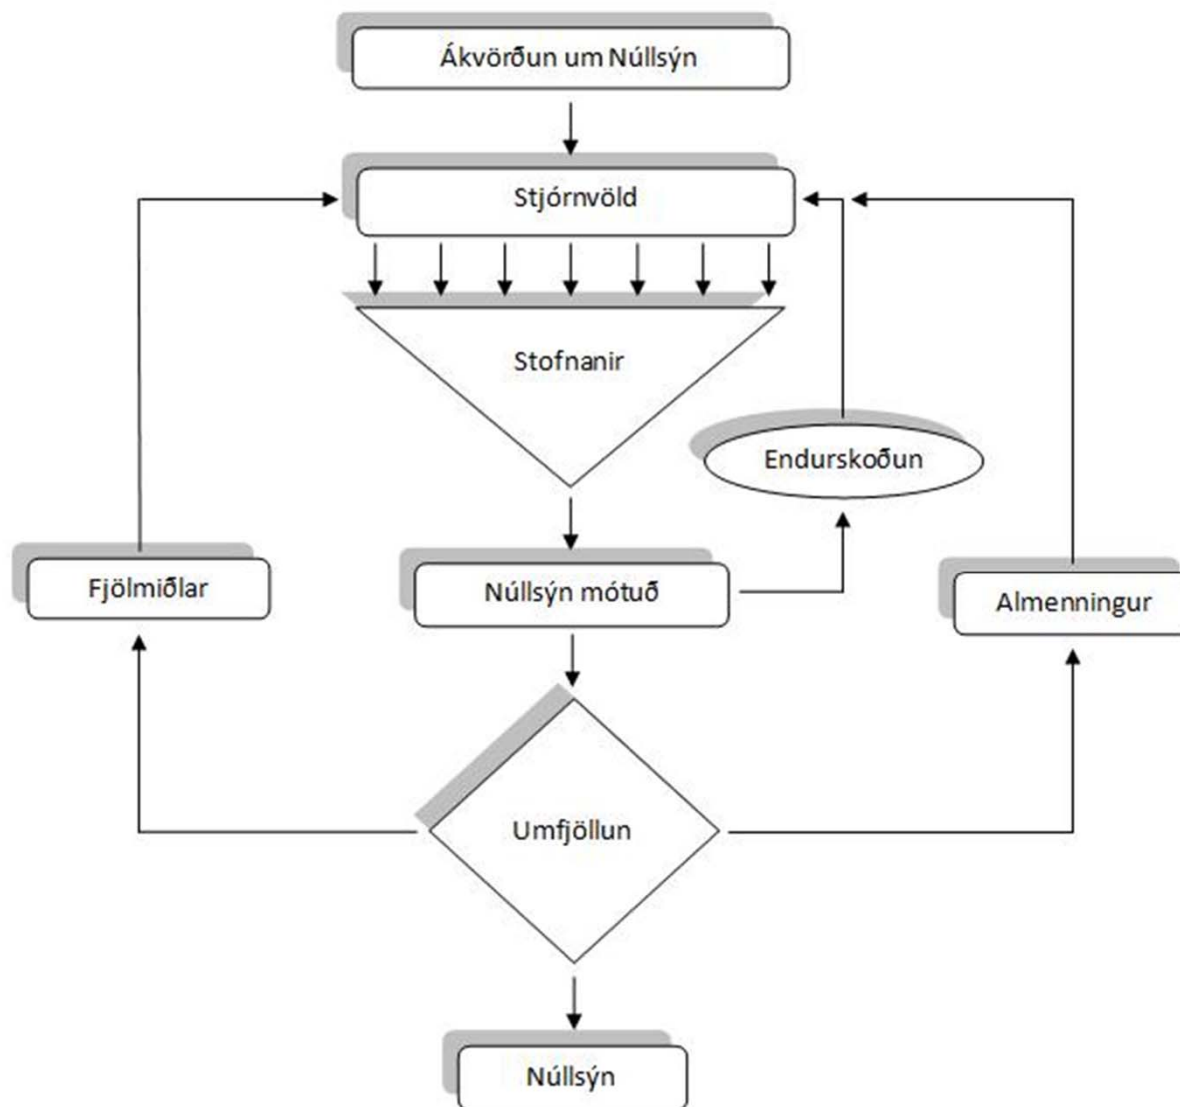 Ákvörðun um Núllsýn
Stjórnvöld
Stofnanir
Endurskoðun
Fjölmiðlar
Núllsýn mótuð
Almenningur
Umfjöllun
Núllsýn